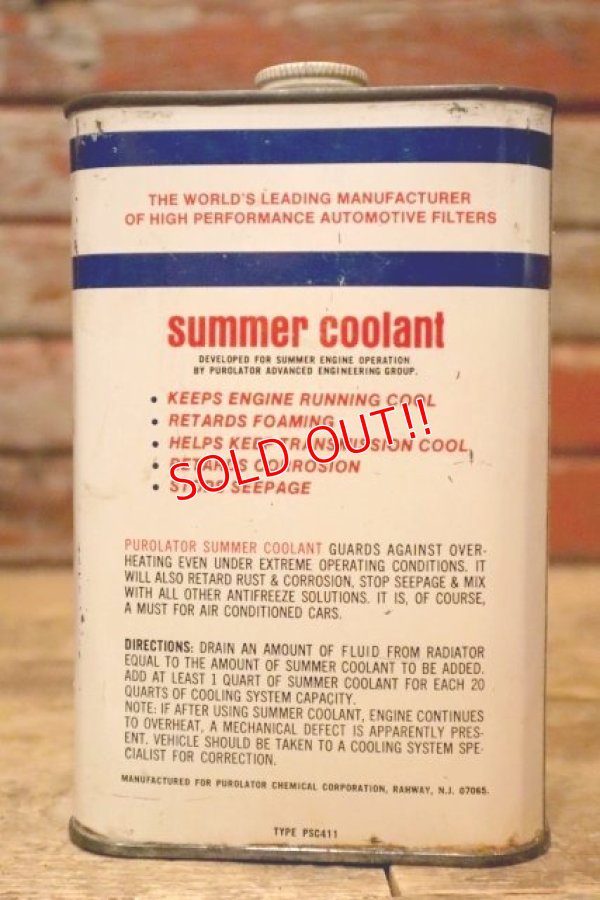 THE WORLD'S LEADING MANUFACTURER
OF HIGH PERFORMANCE AUTOMOTIVE FILTERS
summer coolant
DEVELOPED FOR SUMMER ENGINE OPERATION
BY PUROLATOR ADVANCED ENGINEERING GROUP.
• KEEPS ENGINE RUNNING COOL
• RETARDS FOAMING
• HELPS KEEP TRANSMISSION COOL
• RETARDS CORROSION
• STOPS SEEPAGE
SOLD OUT!!
PUROLATOR SUMMER COOLANT GUARDS AGAINST OVER-
HEATING EVEN UNDER EXTREME OPERATING CONDITIONS. IT
WILL ALSO RETARD RUST & CORROSION, STOP SEEPAGE & MIX
WITH ALL OTHER ANTIFREEZE SOLUTIONS. IT IS, OF COURSE,
A MUST FOR AIR CONDITIONED CARS.
DIRECTIONS: DRAIN AN AMOUNT OF FLUID FROM RADIATOR
EQUAL TO THE AMOUNT OF SUMMER COOLANT TO BE ADDED.
ADD AT LEAST 1 QUART OF SUMMER COOLANT FOR EACH 20
QUARTS OF COOLING SYSTEM CAPACITY.
NOTE: IF AFTER USING SUMMER COOLANT, ENGINE CONTINUES
TO OVERHEAT, A MECHANICAL DEFECT IS APPARENTLY PRES-
ENT. VEHICLE SHOULD BE TAKEN TO A COOLING SYSTEM SPE-
CIALIST FOR CORRECTION.
MANUFACTURED FOR PUROLATOR CHEMICAL CORPORATION, RAHWAY, N.J. 07065.
TYPE PSC411